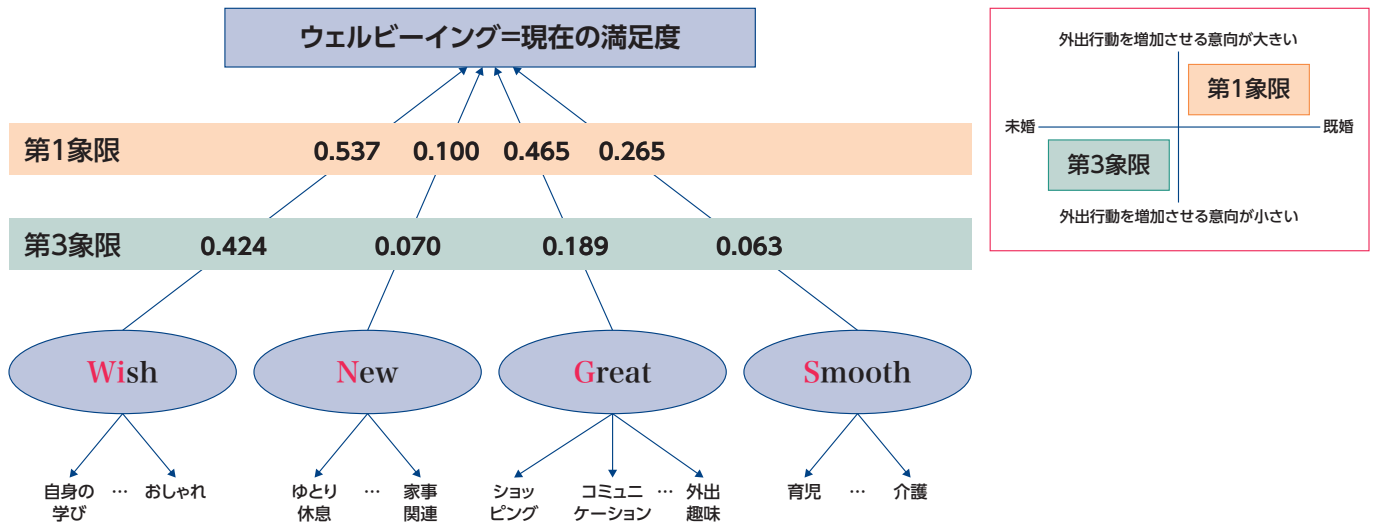 ウェルビーイング=現在の満足度
第1象限 0.537 0.100 0.465 0.265
第3象限 0.424 0.070 0.189 0.063
Wish New Great Smooth
自身の
学び
…
おしゃれ
ゆとり
休息
…
家事
関連
ショッ
ピング
コミュニ
ケーション
…
外出
趣味
育児 … 介護
外出行動を増加させる意向が大きい
第1象限
未婚 既婚
第3象限
外出行動を増加させる意向が小さい